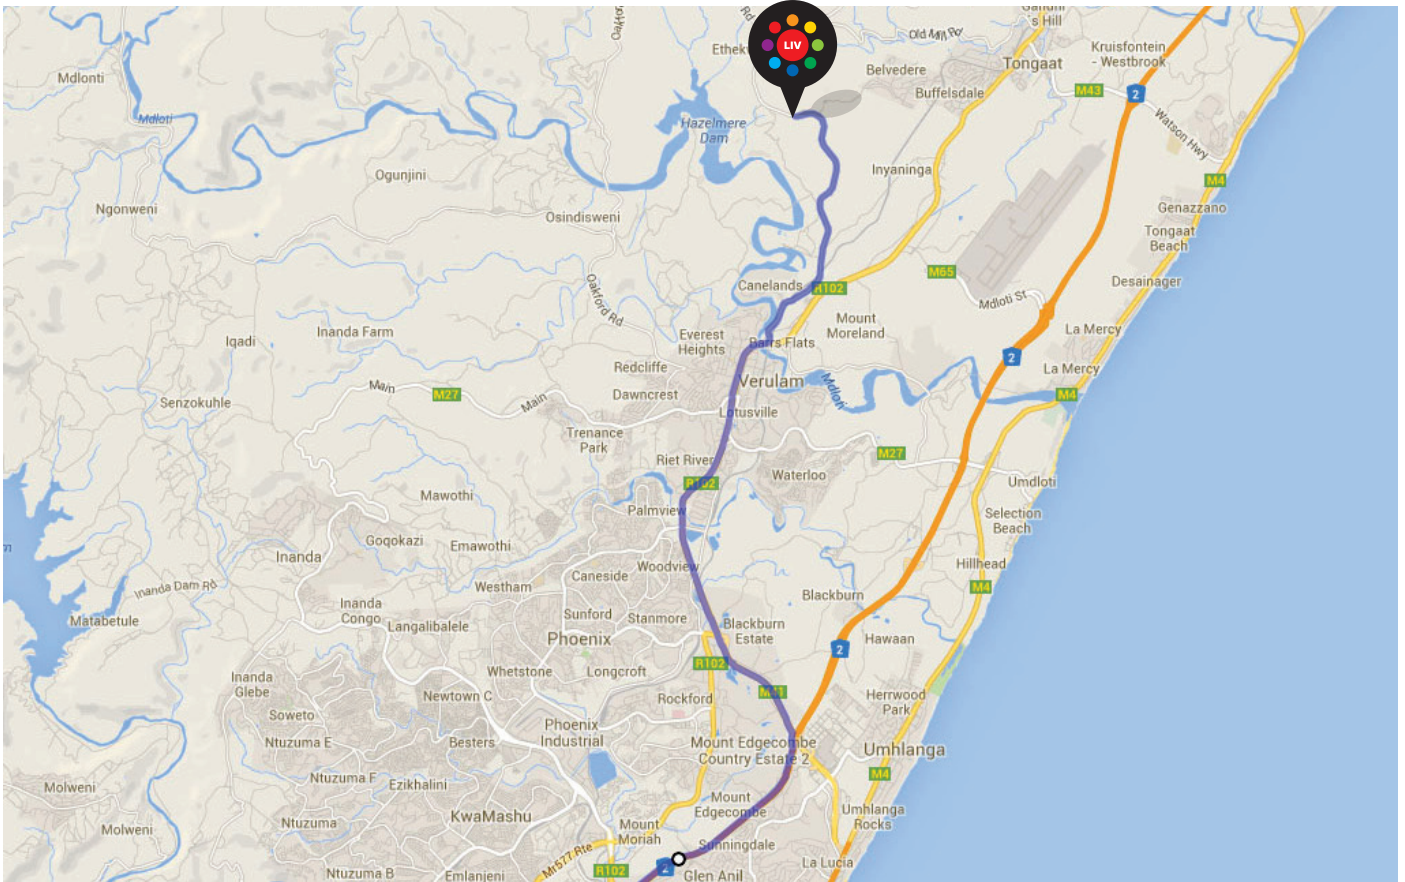 Gandhi
's Hill
Old Mill
Rd
LIV
Kruisfontein
- Westbrook
Tongaat
Belvedere
Mdlonti
Buffelsdale
M43
2
Mdloti
Hazelmere
Dam
Watson Hwy
Inyaninga
Ogunjini
M4
Ngonweni
Genazzano
Osindisweni
Tongaat
Beach
M65
Desainager
Canelands
R102
Mdloti St
Oakford Rd
Inanda Farm
Mount
Moreland
La Mercy
Iqadi
Everest
Heights
Barrs Flats
2
Redcliffe
La Mercy
Verulam
Main
M27
Dawncrest
Mdloti
M4
Senzokuhle
Main
Lotusville
Trenance
Park
M27
Riet River
Waterloo
R102
Umdloti
Mawothi
Palmview
Selection
Beach
Goqokazi
Emawothi
Inanda
Woodview
Hillhead
Inanda Dam Rd
Westham
Caneside
M4
Blackburn
Inanda
Congo
Sunford
Stanmore
Matabetule
Langalibalele
Blackburn
Estate
Phoenix
Hawaan
2
R102
Whetstone
Longcroft
Inanda
Glebe
Newtown C
Rockford
M41
Herrwood
Park
Soweto
Phoenix
Industrial
Ntuzuma E
Besters
Mount Edgecombe
Country Estate 2
Umhlanga
Ntuzuma F
Ezikhalini
M4
Molweni
Mount
Edgecombe
KwaMashu
Umhlanga
Rocks
Ntuzuma
Molweni
Mount
Moriah
Sunningdale
Mr577 Rte
La Lucia
Ntuzuma B
Emlanjeni
R102
2
Glen Anil